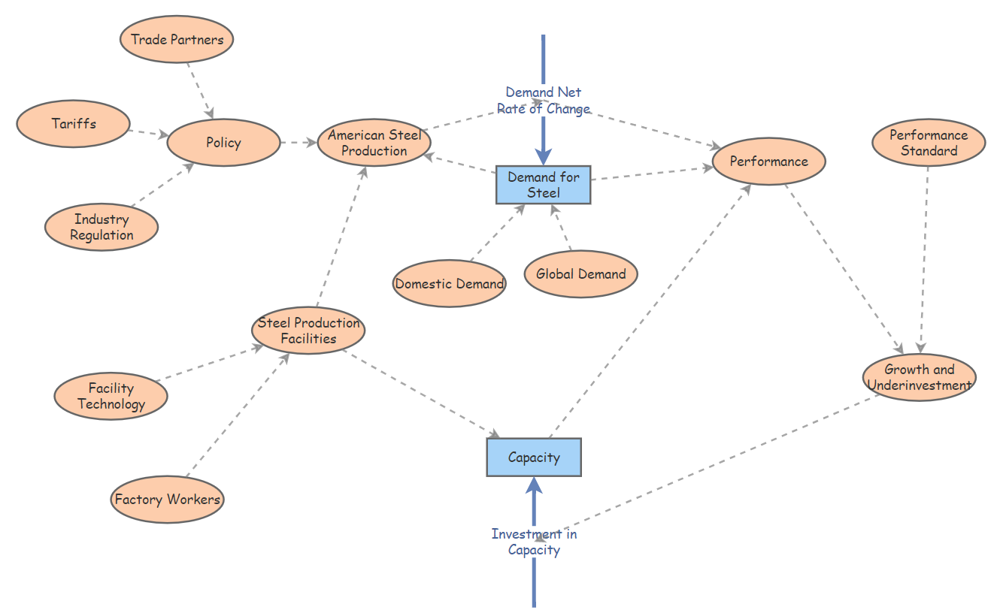 Trade Partners
Demand Net
Rate of Change
Tariffs
Policy
American Steel
Production
Performance
Performance
Standard
Demand for
Steel
Industry
Regulation
Domestic Demand
Global Demand
Steel Production
Facilities
Growth and
Underinvestment
Facility
Technology
Capacity
Factory Workers
Investment in
Capacity